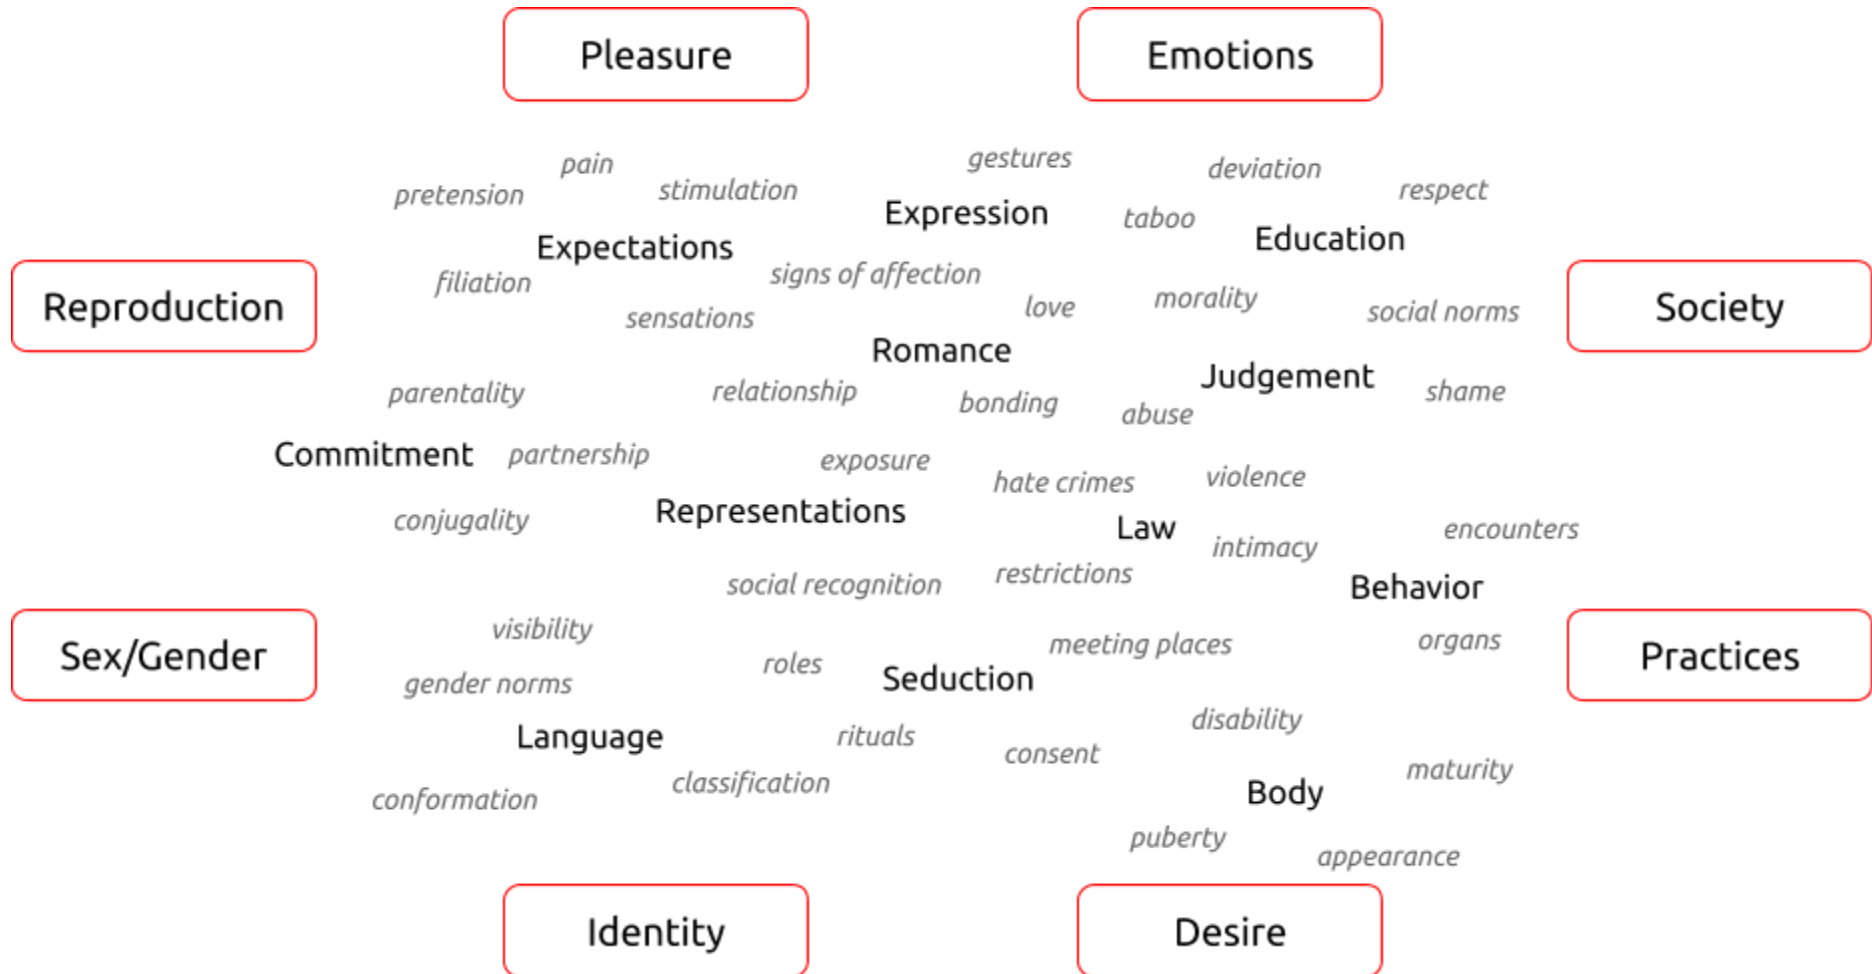 Pleasure
Emotions
gestures
pain
deviation
pretension
stimulation
respect
Expression
taboo
Education
Expectations
signs of affection
filiation
morality
Reproduction
love
social norms
Society
sensations
Romance
Judgement
parentality
relationship
shame
bonding
abuse
Commitment
partnership
exposure
hate crimes
violence
Representations
conjugality
Law
encounters
intimacy
restrictions
social recognition
Behavior
visibility
meeting places
organs
Sex/Gender
Practices
roles
Seduction
gender norms
disability
Language
rituals
consent
maturity
classification
Body
conformation
puberty
appearance
Identity
Desire